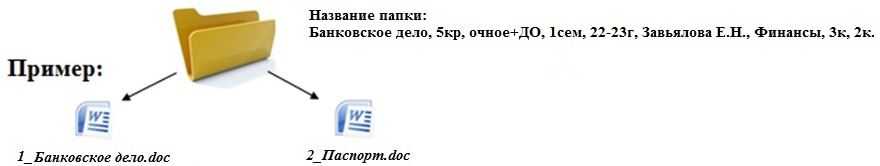 Название папки:
Банковское дело, 5кр, очное+ДО, 1сем, 22-23г, Завьялова Е.Н., Финансы, 3к, 2к.
Пример:
1_Банковское дело.doc
2_Паспорт.doc